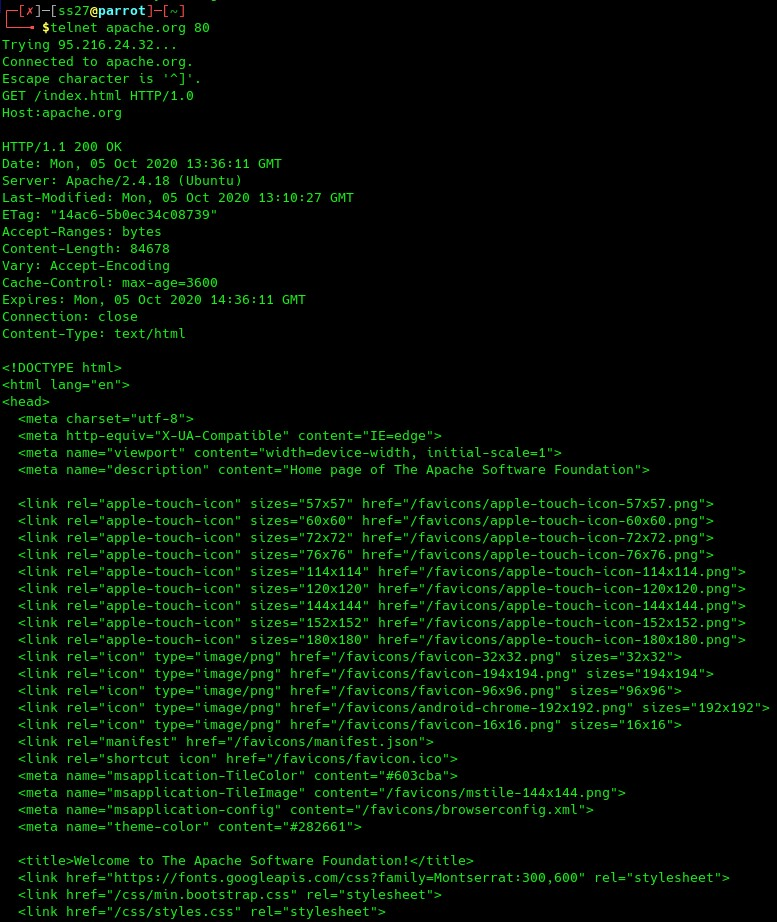 ┌─[✗]─[ss27@parrot]─[~]
└──╼ $telnet apache.org 80
Trying 95.216.24.32...
Connected to apache.org.
Escape character is '^]'.
GET /index.html HTTP/1.0
Host:apache.org

HTTP/1.1 200 OK
Date: Mon, 05 Oct 2020 13:36:11 GMT
Server: Apache/2.4.18 (Ubuntu)
Last-Modified: Mon, 05 Oct 2020 13:10:27 GMT
ETag: "14ac6-5b0ec34c08739"
Accept-Ranges: bytes
Content-Length: 84678
Vary: Accept-Encoding
Cache-Control: max-age=3600
Expires: Mon, 05 Oct 2020 14:36:11 GMT
Connection: close
Content-Type: text/html

<!DOCTYPE html>
<html lang="en">
<head>
  <meta charset="utf-8">
  <meta http-equiv="X-UA-Compatible" content="IE=edge">
  <meta name="viewport" content="width=device-width, initial-scale=1">
  <meta name="description" content="Home page of The Apache Software Foundation">

  <link rel="apple-touch-icon" sizes="57x57" href="/favicons/apple-touch-icon-57x57.png">
  <link rel="apple-touch-icon" sizes="60x60" href="/favicons/apple-touch-icon-60x60.png">
  <link rel="apple-touch-icon" sizes="72x72" href="/favicons/apple-touch-icon-72x72.png">
  <link rel="apple-touch-icon" sizes="76x76" href="/favicons/apple-touch-icon-76x76.png">
  <link rel="apple-touch-icon" sizes="114x114" href="/favicons/apple-touch-icon-114x114.png">
  <link rel="apple-touch-icon" sizes="120x120" href="/favicons/apple-touch-icon-120x120.png">
  <link rel="apple-touch-icon" sizes="144x144" href="/favicons/apple-touch-icon-144x144.png">
  <link rel="apple-touch-icon" sizes="152x152" href="/favicons/apple-touch-icon-152x152.png">
  <link rel="apple-touch-icon" sizes="180x180" href="/favicons/apple-touch-icon-180x180.png">
  <link rel="icon" type="image/png" href="/favicons/favicon-32x32.png" sizes="32x32">
  <link rel="icon" type="image/png" href="/favicons/favicon-194x194.png" sizes="194x194">
  <link rel="icon" type="image/png" href="/favicons/favicon-96x96.png" sizes="96x96">
  <link rel="icon" type="image/png" href="/favicons/android-chrome-192x192.png" sizes="192x192">
  <link rel="icon" type="image/png" href="/favicons/favicon-16x16.png" sizes="16x16">
  <link rel="manifest" href="/favicons/manifest.json">
  <link rel="shortcut icon" href="/favicons/favicon.ico">
  <meta name="msapplication-TileColor" content="#603cba">
  <meta name="msapplication-TileImage" content="/favicons/mstile-144x144.png">
  <meta name="msapplication-config" content="/favicons/browserconfig.xml">
  <meta name="theme-color" content="#282661">

  <title>Welcome to The Apache Software Foundation!</title>
  <link href="https://fonts.googleapis.com/css?family=Montserrat:300,600" rel="stylesheet">
  <link href="/css/min.bootstrap.css" rel="stylesheet">
  <link href="/css/styles.css" rel="stylesheet">